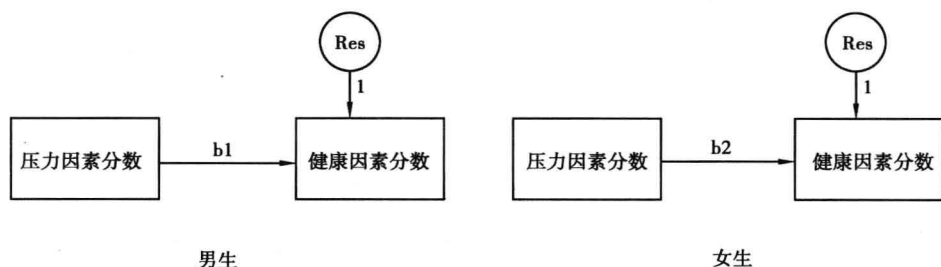 Res
Res
1
1
压力因素分数
b1
健康因素分数
压力因素分数
b2
健康因素分数
男生
女生